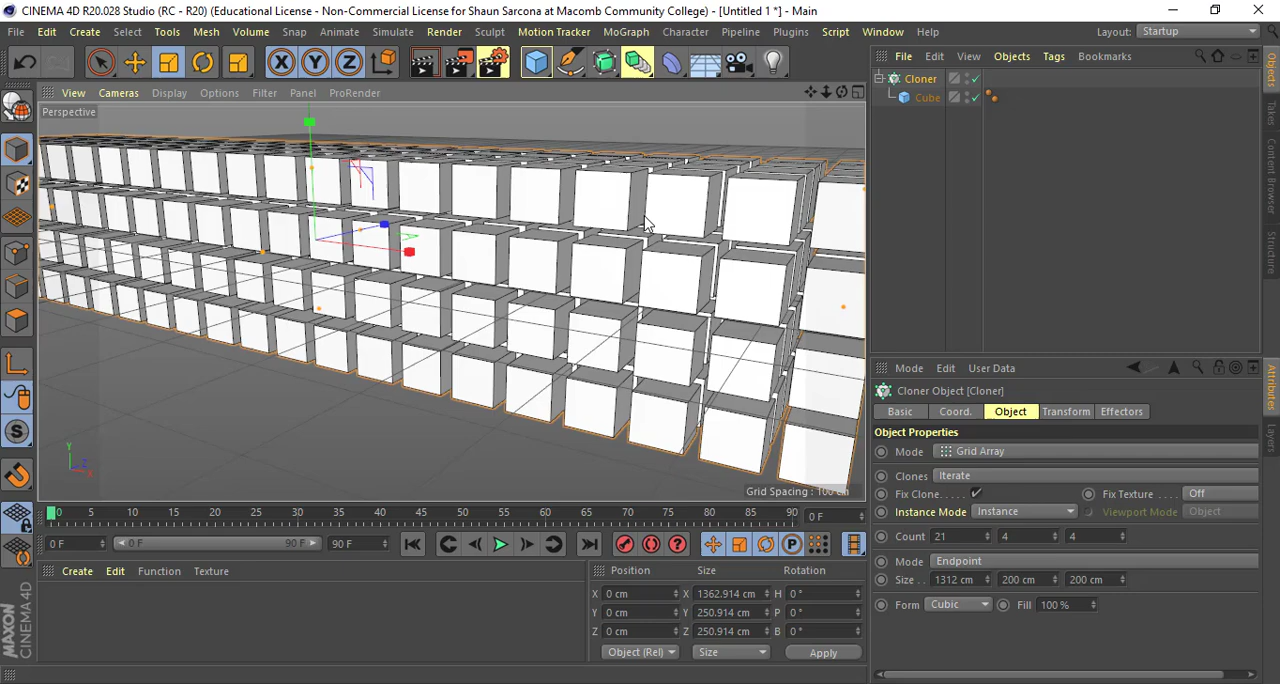 CINEMA 4D R20.028 Studio (RC - R20) (Educational License - Non-Commercial License for Shaun Sarcona at Macomb Community College) - [Untitled 1 *] - Main
File Edit Create Select Tools Mesh Volume Snap Animate Simulate Render Sculpt Motion Tracker MoGraph Character Pipeline Plugins Script Window Help Layout: Startup
X Y Z
File Edit View Objects Tags Bookmarks
View Cameras Display Options Filter Panel ProRender
Perspective
Cloner
Cube
Objects
Takes
Content Browser
Structure
Y
Z
X
Grid Spacing : 100 cm
Mode Edit User Data
Cloner Object [Cloner]
Basic Coord. Object Transform Effectors
Object Properties
Mode Grid Array
Clones Iterate
Fix Clone..... Fix Texture .... Off
Instance Mode Instance Viewport Mode Object
Count 21 4 4
Mode Endpoint
Size .. 1312 cm 200 cm 200 cm
Form Cubic Fill 100 %
Attributes
Layers
S
0 5 10 15 20 25 30 35 40 45 50 55 60 65 70 75 80 85 90 0 F
0 F 0 F 90 F 90 F
P
Create Edit Function Texture
Position Size Rotation
X 0 cm X 1362.914 cm H 0 °
Y 0 cm Y 250.914 cm P 0 °
Z 0 cm Z 250.914 cm B 0 °
Object (Rel) Size Apply
MAXON
CINEMA 4D